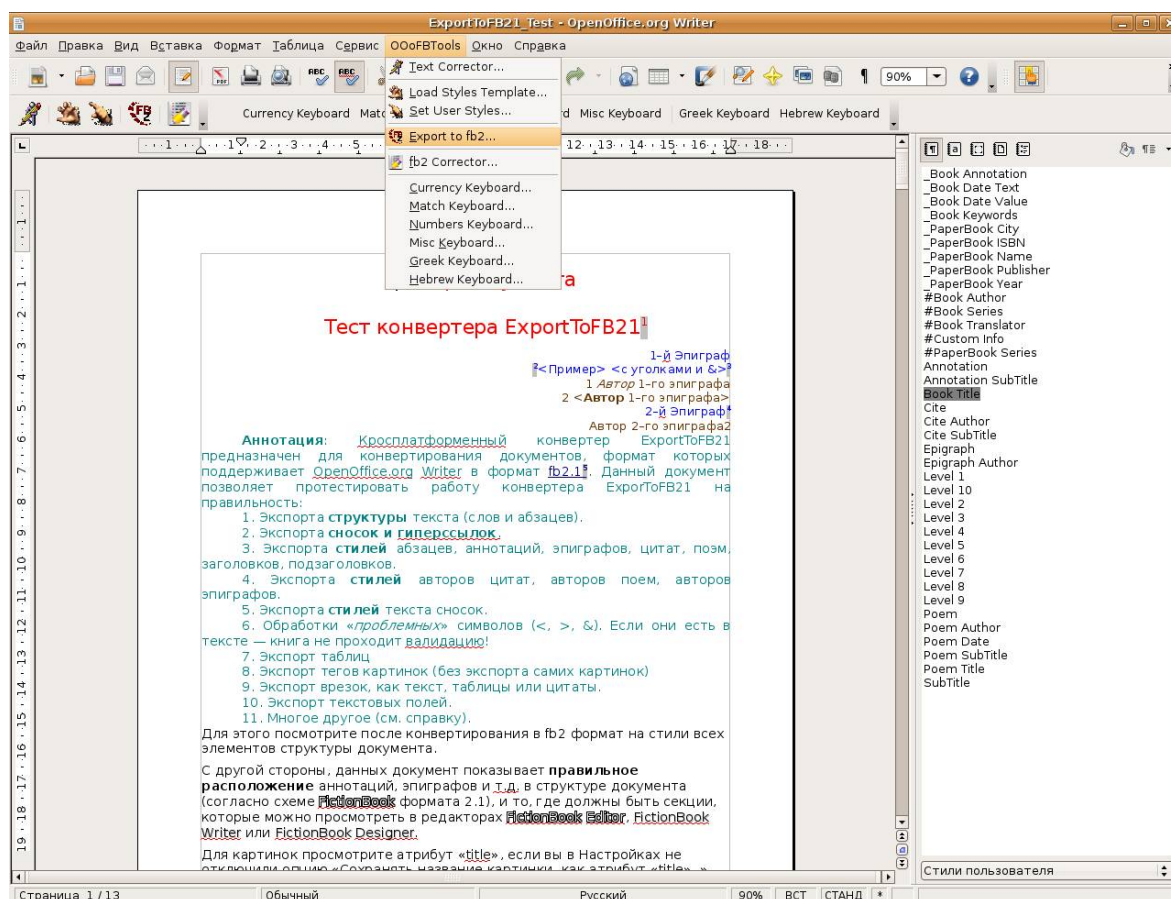 ExportToFB21_Test - OpenOffice.org Writer
Файл Правка Вид Вставка Формат Таблица Сервис OOoFBTools Окно Справка
90%
Text Corrector...
Load Styles Template...
Set User Styles...
Export to fb2...
fb2 Corrector...
Currency Keyboard...
Match Keyboard...
Numbers Keyboard...
Misc Keyboard...
Greek Keyboard...
Hebrew Keyboard...
Currency Keyboard Misc Keyboard Greek Keyboard Hebrew Keyboard
Тест конвертера ExportToFB211
1-й Эпиграф
2<Пример> <с уголками и &>3
1 Автор 1-го эпиграфа
2 <Автор 1-го эпиграфа>
2-й Эпиграф4
Автор 2-го эпиграфа2
Аннотация: Кросплатформенный конвертер ExportToFB21
предназначен для конвертирования документов, формат которых
поддерживает OpenOffice.org Writer в формат fb2.15. Данный документ
позволяет протестировать работу конвертера ExporToFB21 на
правильность:
1. Экспорта структуры текста (слов и абзацев).
2. Экспорта сносок и гиперссылок.
3. Экспорта стилей абзацев, аннотаций, эпиграфов, цитат, поэм,
заголовков, подзаголовков.
4. Экспорта стилей авторов цитат, авторов поем, авторов
эпиграфов.
5. Экспорта стилей текста сносок.
6. Обработки «проблемных» символов (<, >, &). Если они есть в
тексте — книга не проходит валидацию!
7. Экспорт таблиц
8. Экспорт тегов картинок (без экспорта самих картинок)
9. Экспорт врезок, как текст, таблицы или цитаты.
10. Экспорт текстовых полей.
11. Многое другое (см. справку).
Для этого посмотрите после конвертирования в fb2 формат на стили всех
элементов структуры документа.
С другой стороны, данных документ показывает правильное
расположение аннотаций, эпиграфов и т.д. в структуре документа
(согласно схеме FictionBook формата 2.1), и то, где должны быть секции,
которые можно просмотреть в редакторах FictionBook Editor, FictionBook
Writer или FictionBook Designer.
Для картинок просмотрите атрибут «title», если вы в Настройках не
отключили опцию «Сохранять название картинки, как атрибут «title» »
_Book Annotation
_Book Date Text
_Book Date Value
_Book Keywords
_PaperBook City
_PaperBook ISBN
_PaperBook Name
_PaperBook Publisher
_PaperBook Year
#Book Author
#Book Series
#Book Translator
#Custom Info
#PaperBook Series
Annotation
Annotation SubTitle
Book Title
Cite
Cite Author
Cite SubTitle
Epigraph
Epigraph Author
Level 1
Level 10
Level 2
Level 3
Level 4
Level 5
Level 6
Level 7
Level 8
Level 9
Poem
Poem Author
Poem Date
Poem SubTitle
Poem Title
SubTitle
Стили пользователя
Страница 1 / 13 Обычный Русский 90% ВСТ СТАНД *